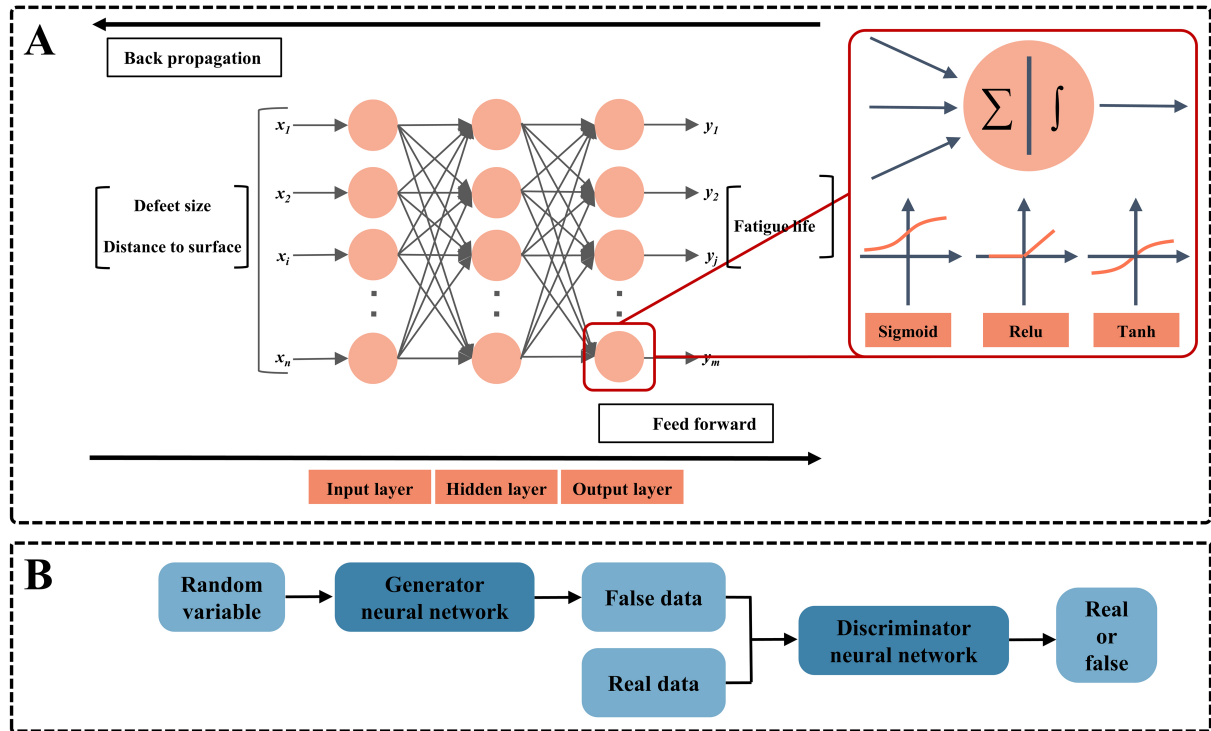 A
Back propagation
x1
x2
xi
xn
Defect size
Distance to surface
y1
y2
yj
ym
Fatigue life
∑ ∫
Sigmoid
Relu
Tanh
Feed forward
Input layer
Hidden layer
Output layer
B
Random
variable
Generator
neural network
False data
Real data
Discriminator
neural network
Real
or
false